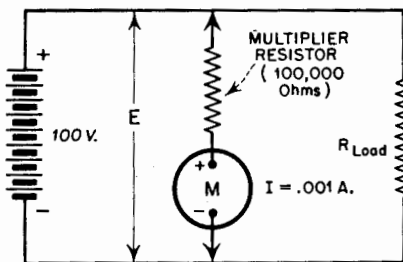 MULTIPLIER
RESISTOR
(100,000
Ohms)
+
E
100 V.
+
M
I = .001 A.
R Load
−
−